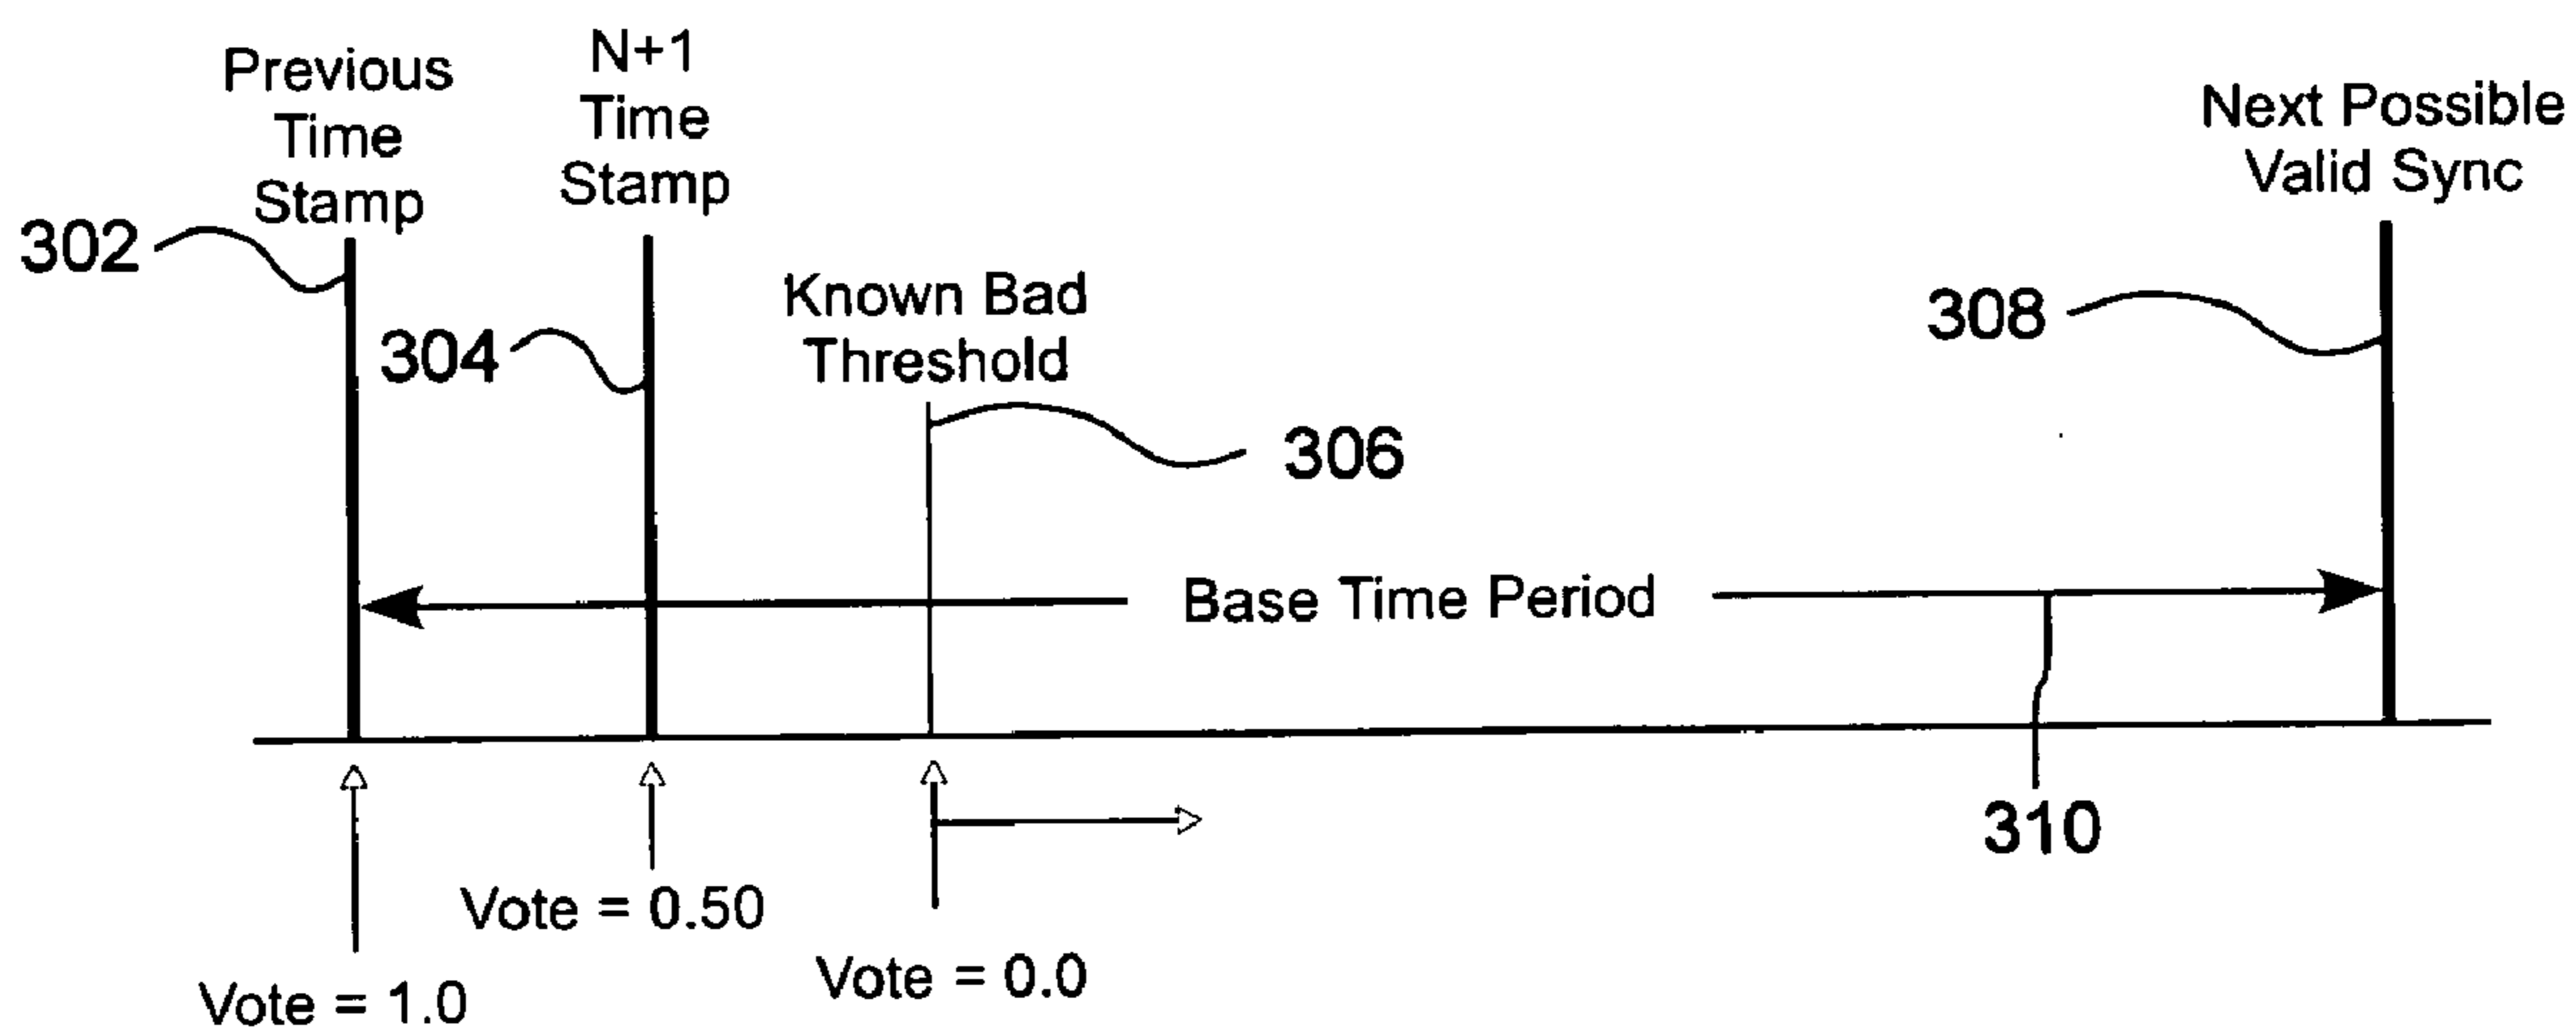 Previous
Time
Stamp
N+1
Time
Stamp
Next Possible
Valid Sync
302
304
Known Bad
Threshold
306
308
Base Time Period
310
Vote = 0.50
Vote = 0.0
Vote = 1.0